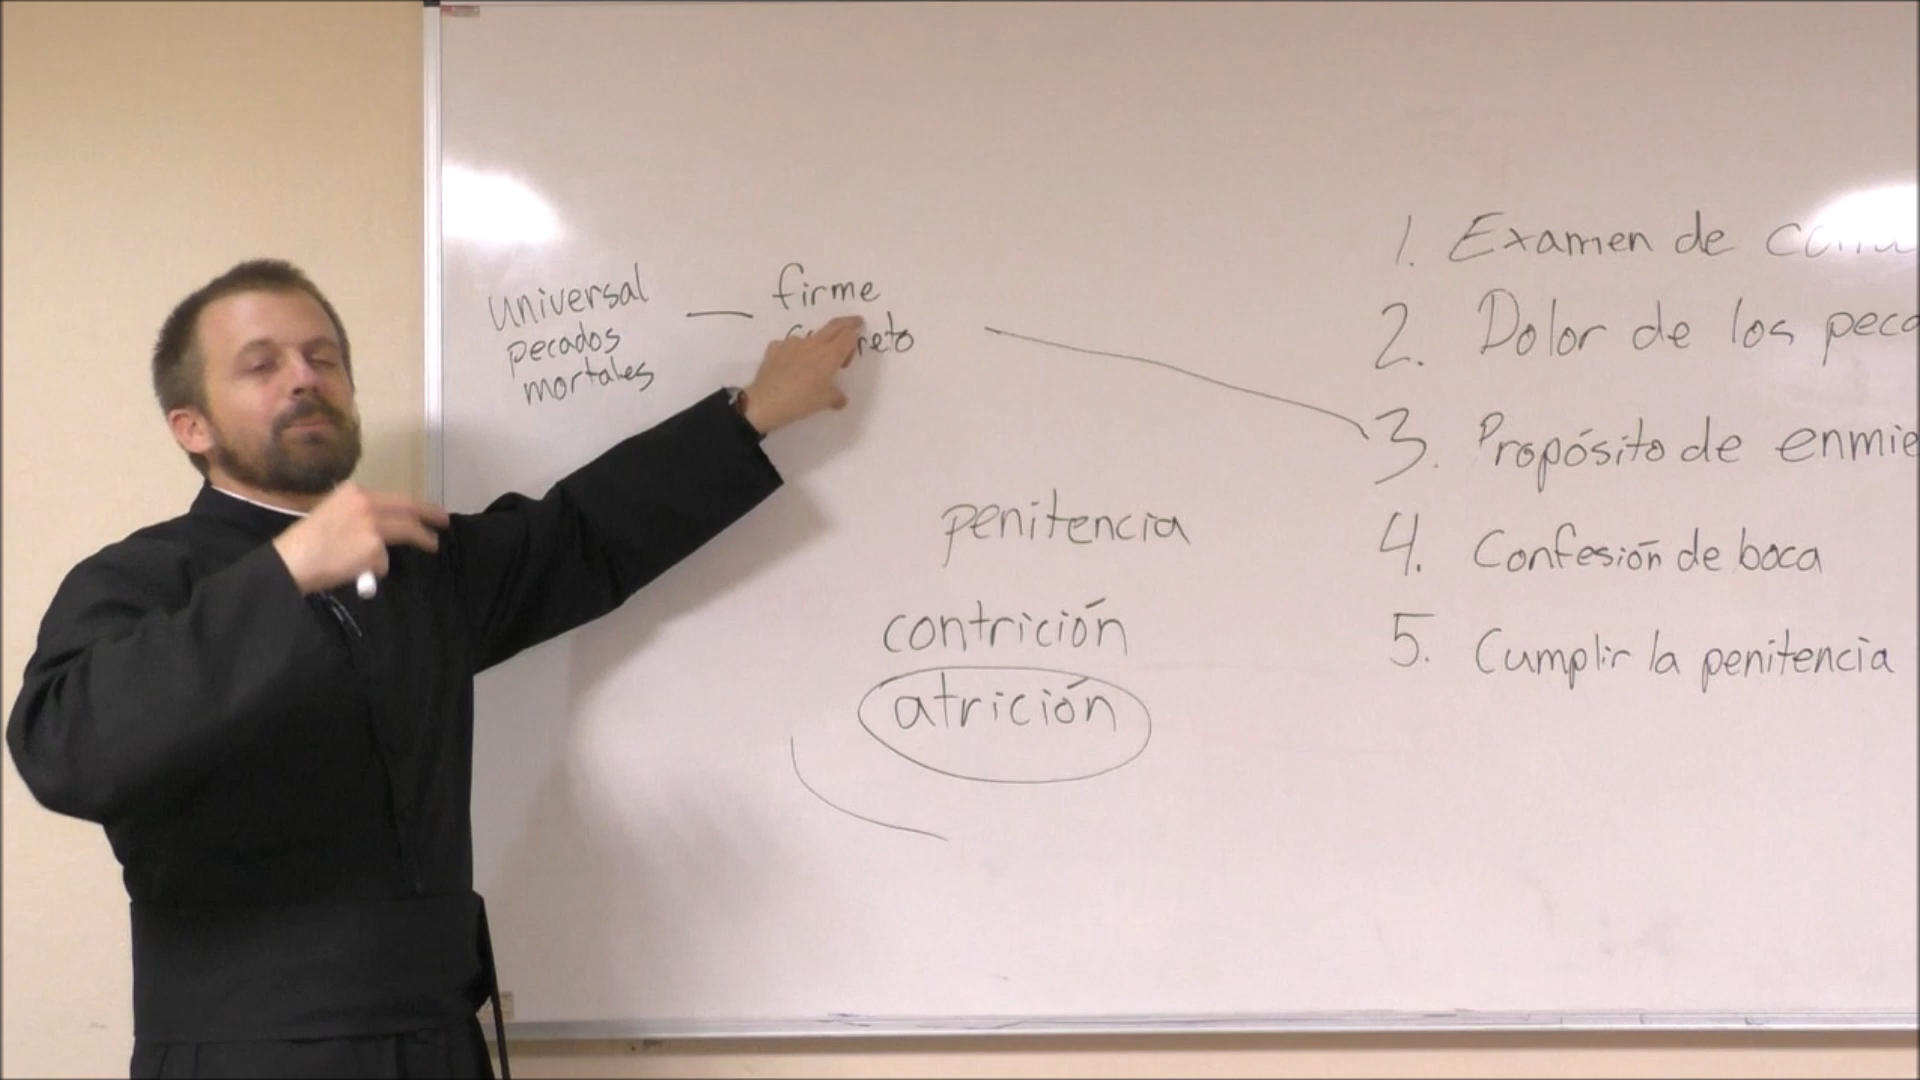 universal
pecados
mortales
firme
penitencia
contrición
atrición
1. Examen de
2. Dolor de los
3. Propósito de
4. Confesión de boca
5. Cumplir la penitencia